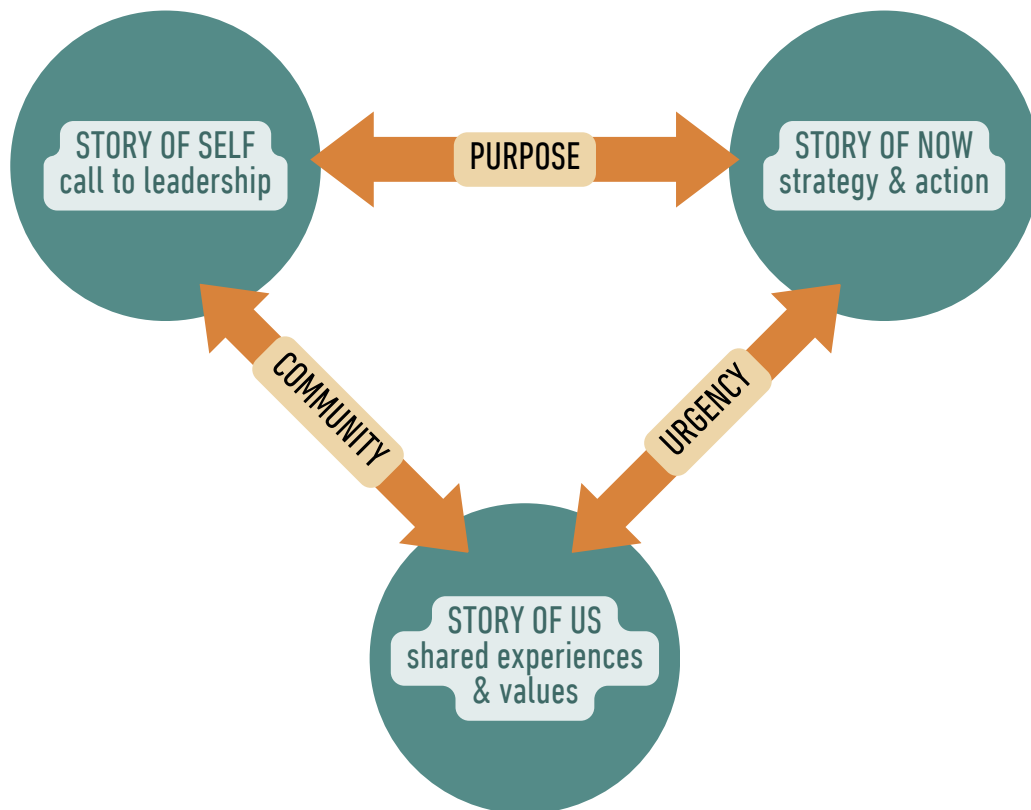 STORY OF SELF
call to leadership
PURPOSE
STORY OF NOW
strategy & action
COMMUNITY
URGENCY
STORY OF US
shared experiences
& values